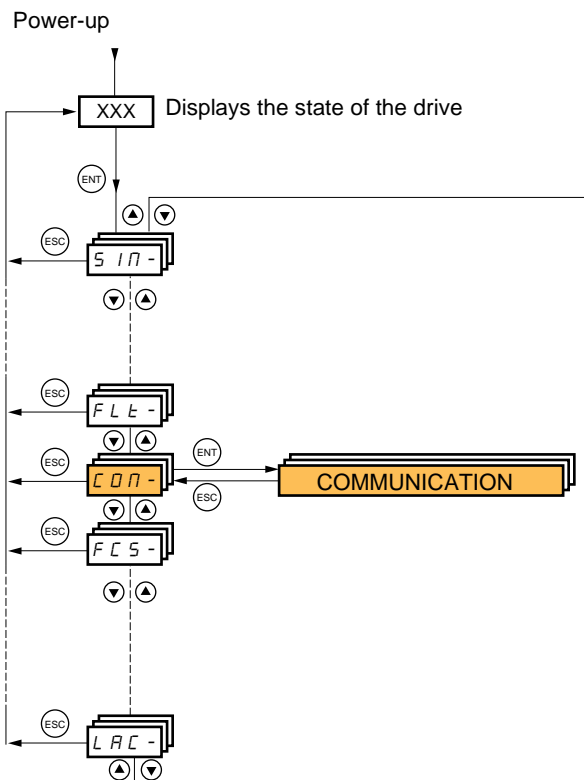 Power-up
XXX Displays the state of the drive
ENT
ESC
SIM-
ESC
FLt-
ENT
ESC
COM-
COMMUNICATION
ESC
ESC
FCS-
ESC
LAC-